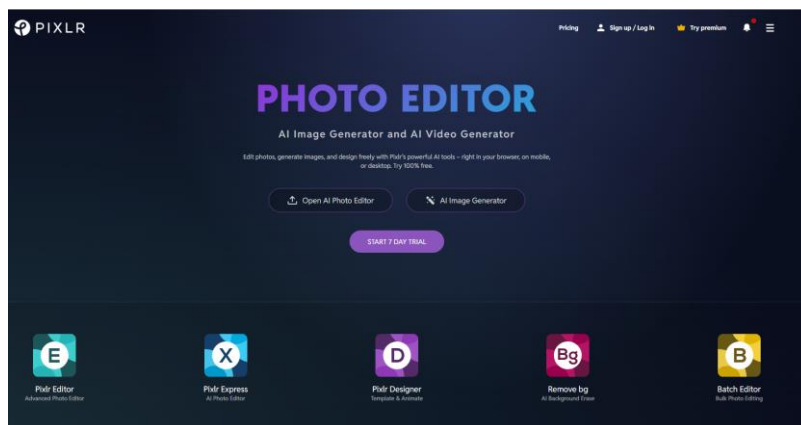 PIXLR
Pricing
Sign up / Log in
Try premium
PHOTO EDITOR
AI Image Generator and AI Video Generator
Edit photos, generate images, and design freely with Pixlr's powerful AI tools – right in your browser, on mobile,
or desktop. Try 100% free.
Open AI Photo Editor
AI Image Generator
START 7 DAY TRIAL
E
X
D
Bg
B
Pixlr Editor
Advanced Photo Editor
Pixlr Express
AI Photo Editor
Pixlr Designer
Template & Animate
Remove bg
AI Background Erase
Batch Editor
Bulk Photo Editing